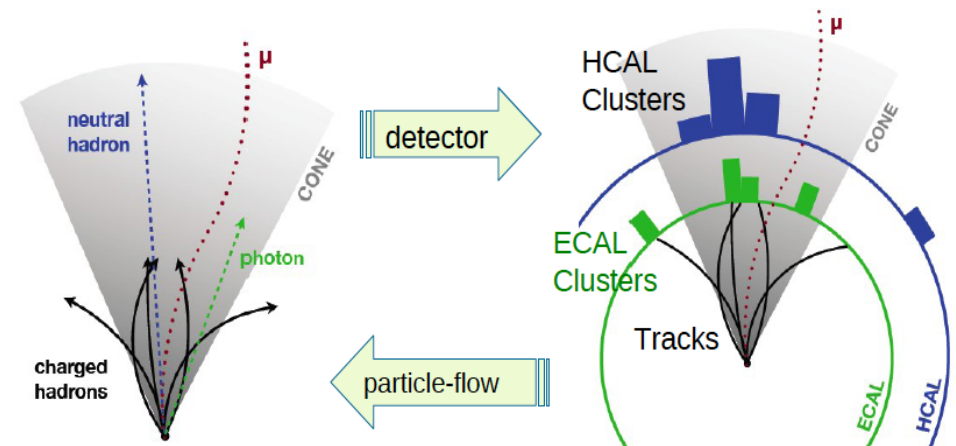 μ
neutral
hadron
CONE
photon
charged
hadrons
detector
particle-flow
μ
HCAL
Clusters
CONE
ECAL
Clusters
Tracks
ECAL
HCAL